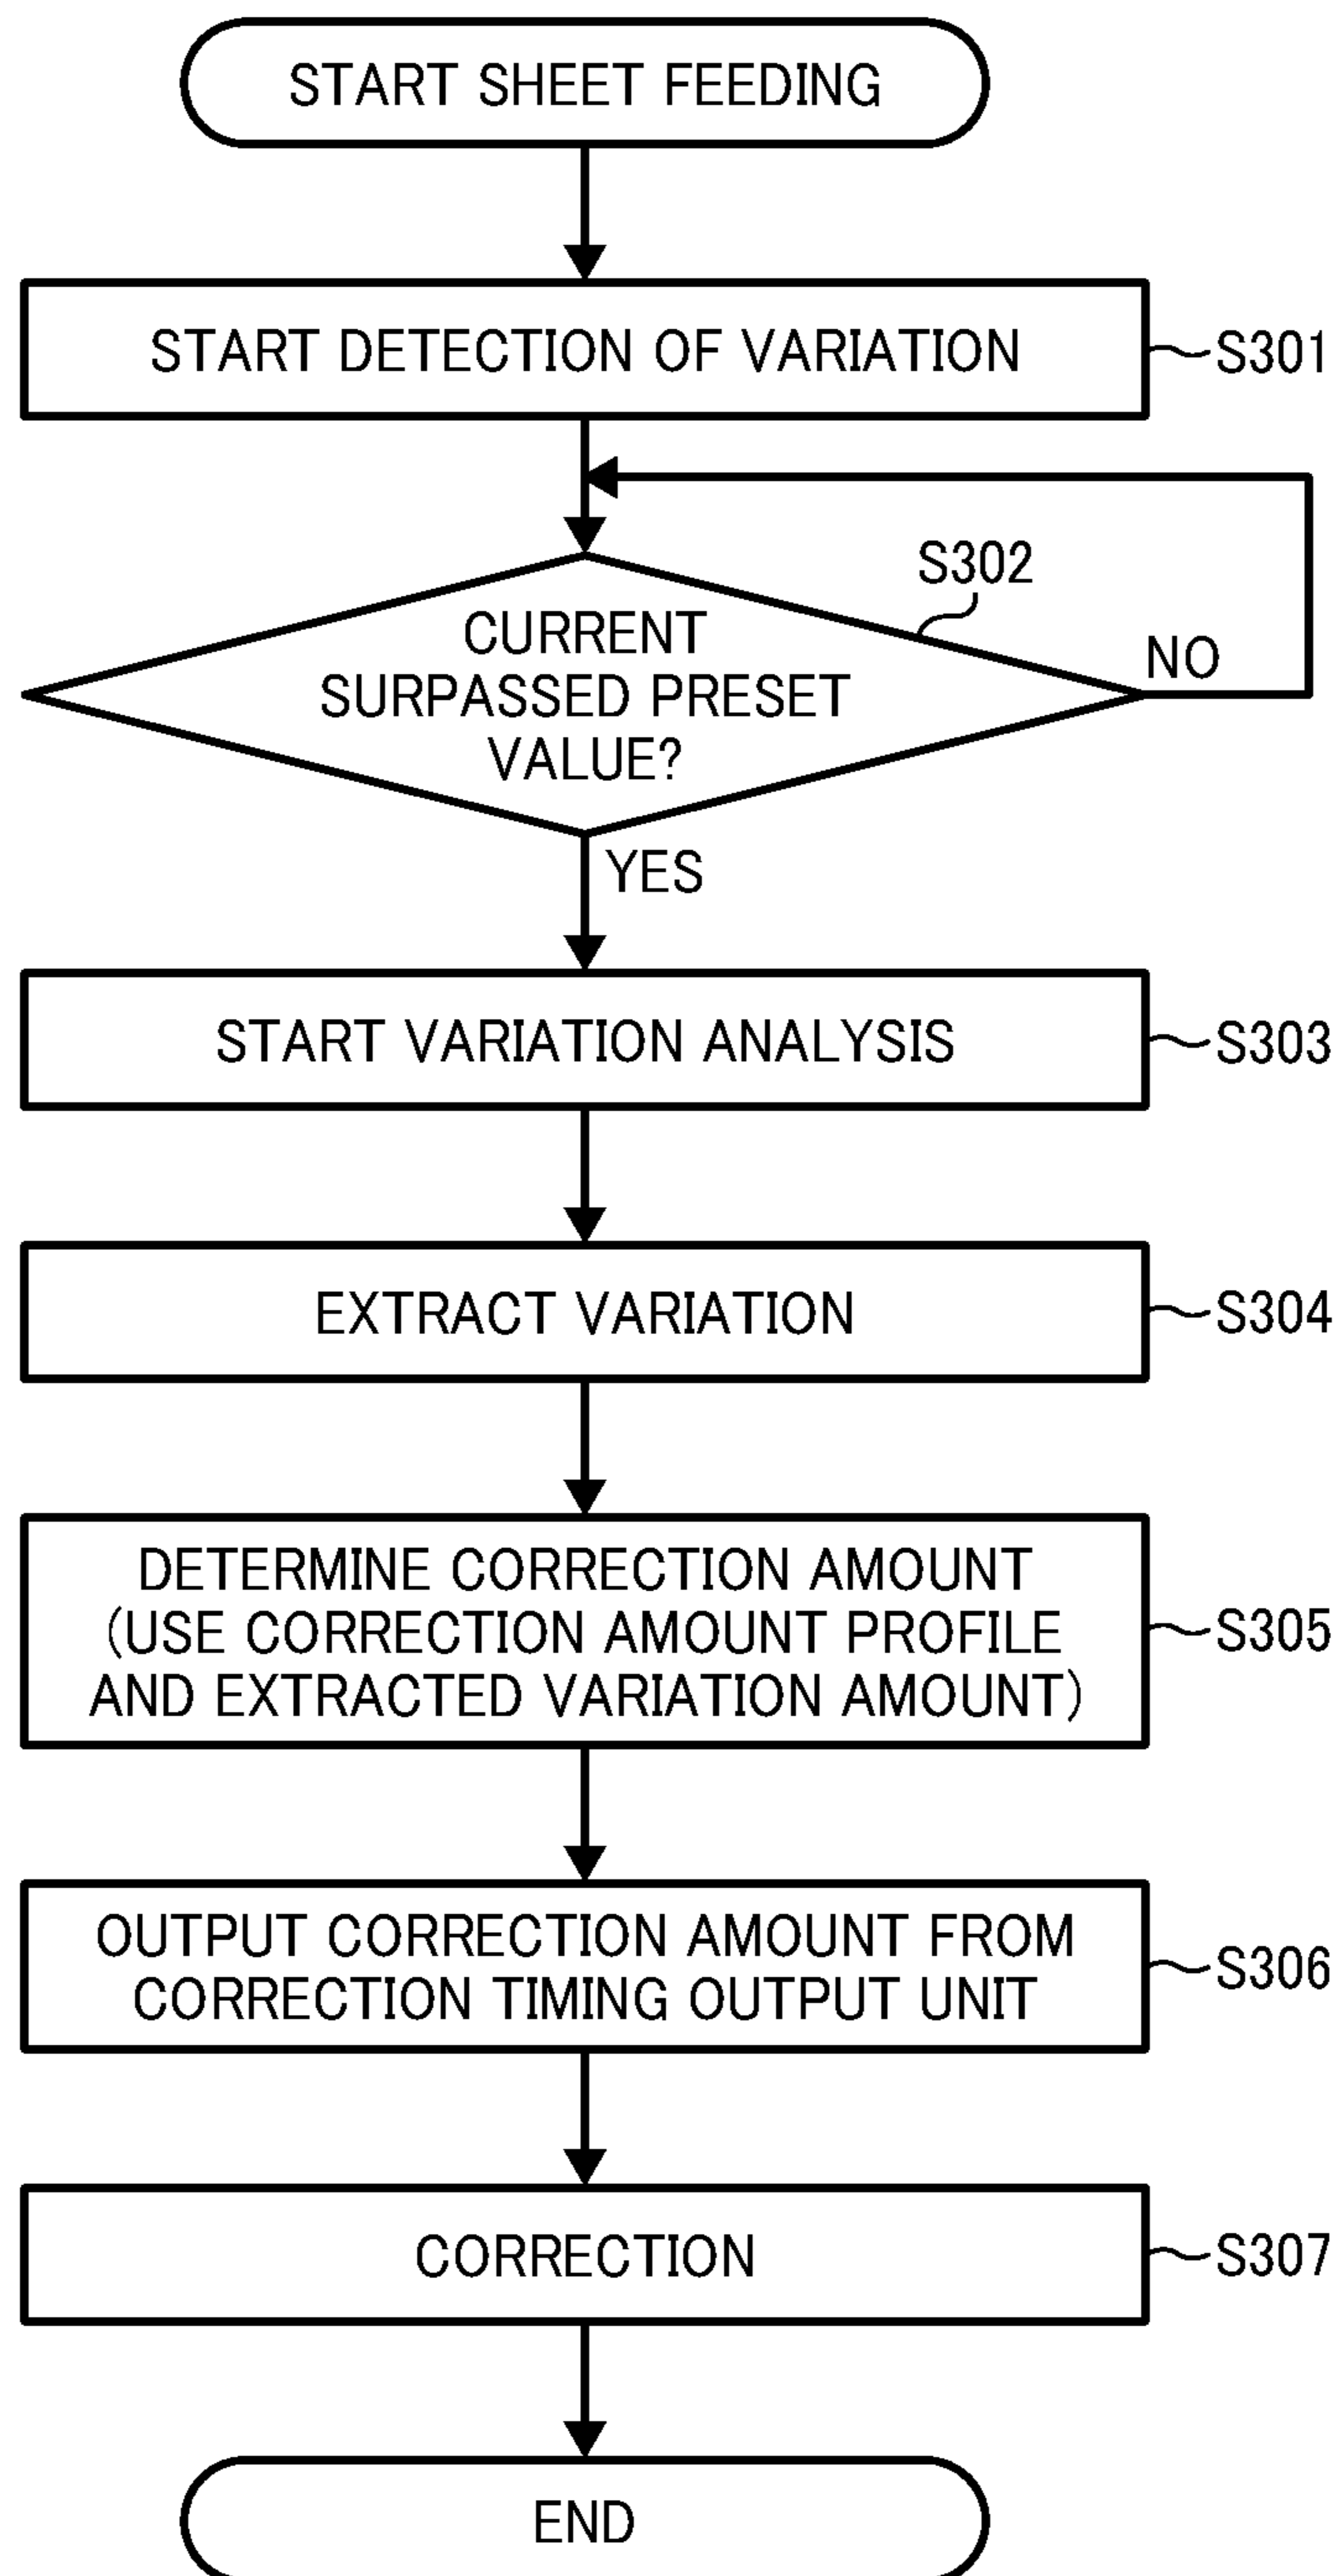 START SHEET FEEDING
START DETECTION OF VARIATION
S301
S302
CURRENT
SURPASSED PRESET
VALUE?
NO
YES
START VARIATION ANALYSIS
S303
EXTRACT VARIATION
S304
DETERMINE CORRECTION AMOUNT
(USE CORRECTION AMOUNT PROFILE
AND EXTRACTED VARIATION AMOUNT)
S305
OUTPUT CORRECTION AMOUNT FROM
CORRECTION TIMING OUTPUT UNIT
S306
CORRECTION
S307
END